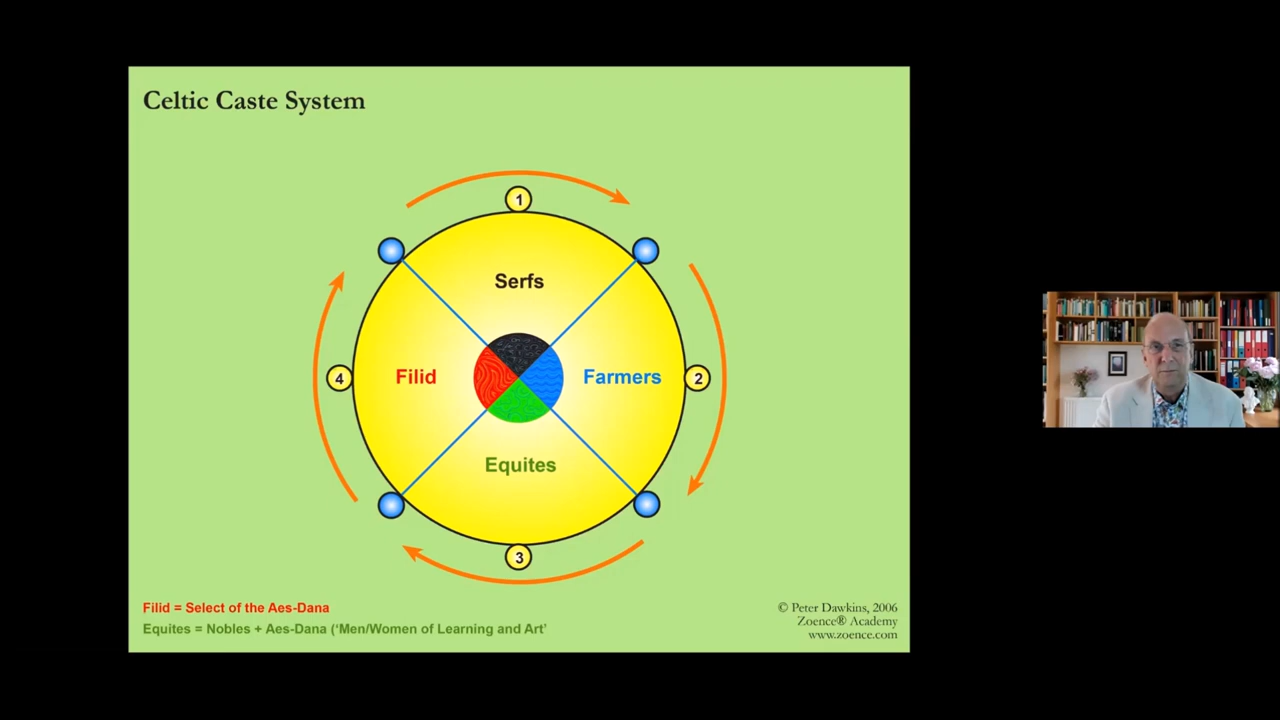 Celtic Caste System
1
Serfs
4
Filid
Farmers
2
Equites
3
Filid = Select of the Aes-Dana
Equites = Nobles + Aes-Dana (‘Men/Women of Learning and Art’
© Peter Dawkins, 2006
Zoence® Academy
www.zoence.com